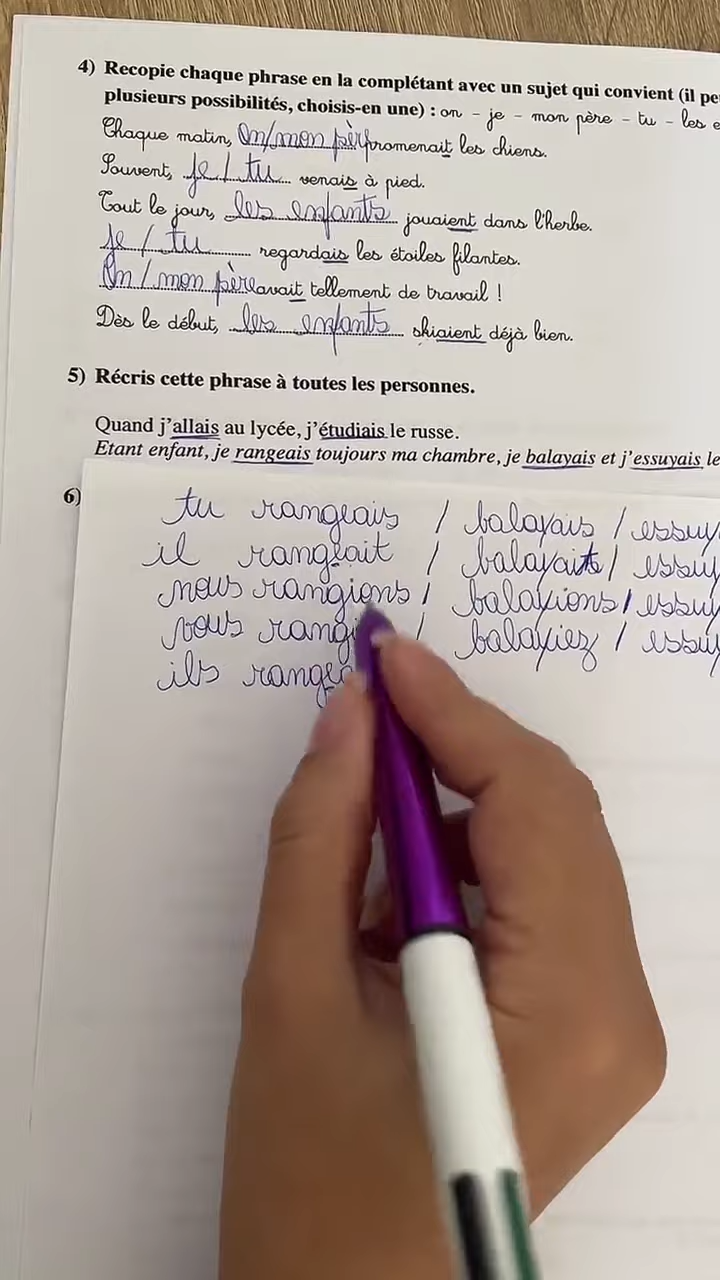 4) Recopie chaque phrase en la complétant avec un sujet qui convient (il pe
plusieurs possibilités, choisis-en une) : on - je - mon père - tu - les e
Chaque matin, On/mon père promenait les chiens.
Souvent, je / tu venais à pied.
Tout le jour, les enfants jouaient dans l'herbe.
Je / tu regardais les étoiles filantes.
On / mon père avait tellement de travail !
Dès le début, les enfants skiaient déjà bien.
5) Récris cette phrase à toutes les personnes.
Quand j'allais au lycée, j'étudiais le russe.
Etant enfant, je rangeais toujours ma chambre, je balayais et j'essuyais le
6)
tu rangeais / balayais / essuy
il rangeait / balayait / essuy
nous rangions / balayions / essuy
vous rangi / balayiez / essuy
ils range